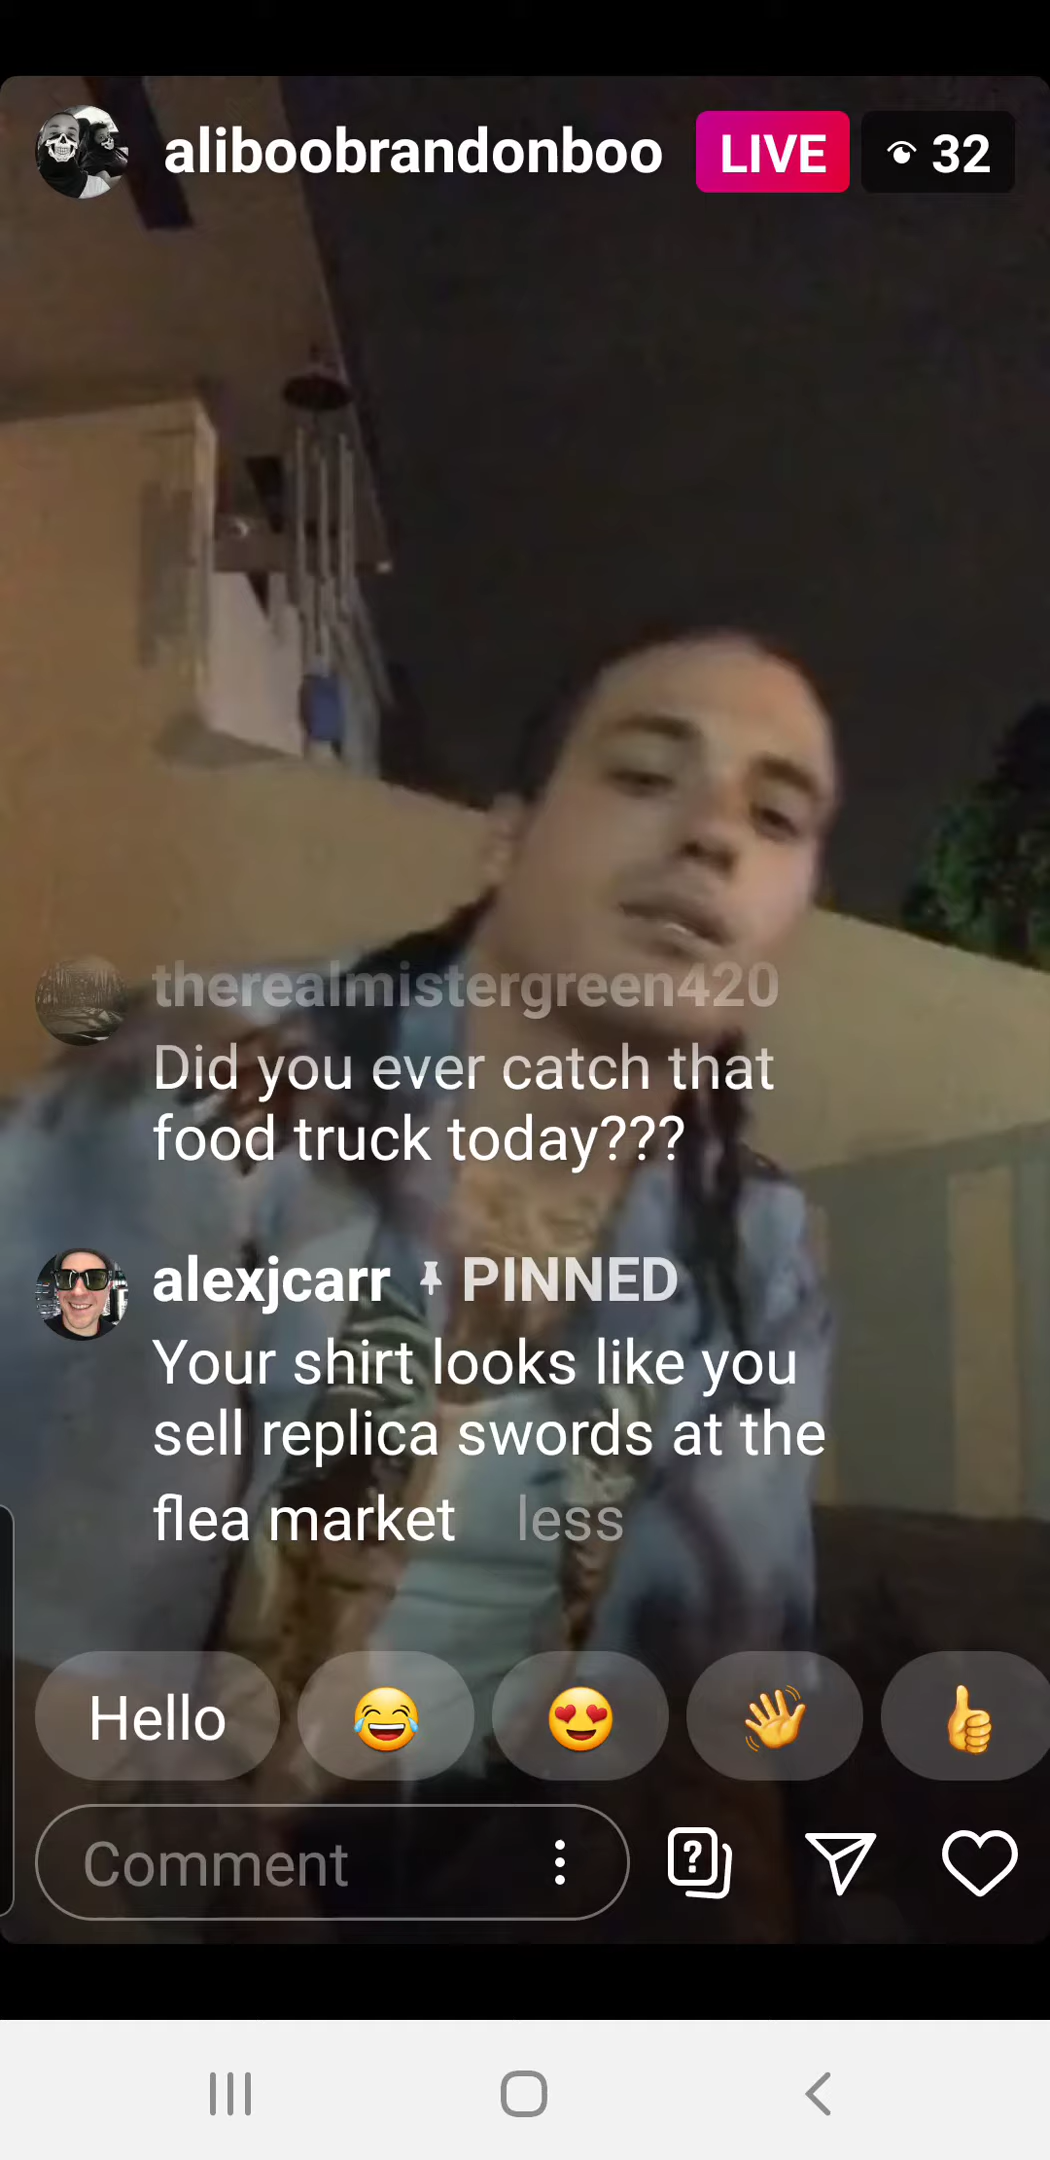 aliboobrandonboo LIVE 32
therealmistergreen420
Did you ever catch that
food truck today???
alexjcarr PINNED
Your shirt looks like you
sell replica swords at the
flea market less
Hello
Comment